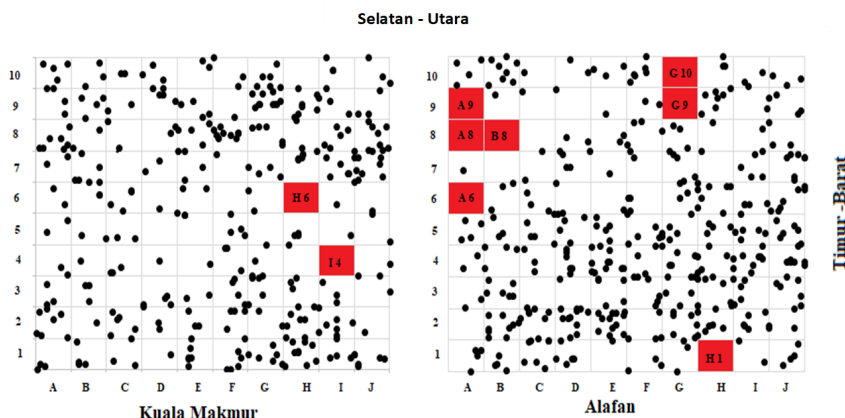 Selatan - Utara
10
9
8
7
6
5
4
3
2
1
H 6
I 4
A B C D E F G H I J
Kuala Makmur
10
9
8
7
6
5
4
3
2
1
G 10
A 9
G 9
A 8
B 8
A 6
H 1
A B C D E F G H I J
Alafan
Timur -Barat